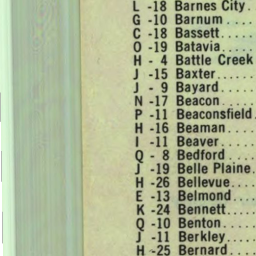 L -18 Barnes City..
G -10 Barnum....
C -18 Bassett.....
O -19 Batavia.....
H - 4 Battle Creek
J -15 Baxter.....
J - 9 Bayard.....
N -17 Beacon.....
P -11 Beaconsfield.
H -16 Beaman.....
I -11 Beaver.....
Q - 8 Bedford.....
J -19 Belle Plaine.
H -26 Bellevue.....
E -13 Belmond....
K -24 Bennett.....
Q -10 Benton.....
J -11 Berkley.....
H -25 Bernard.....